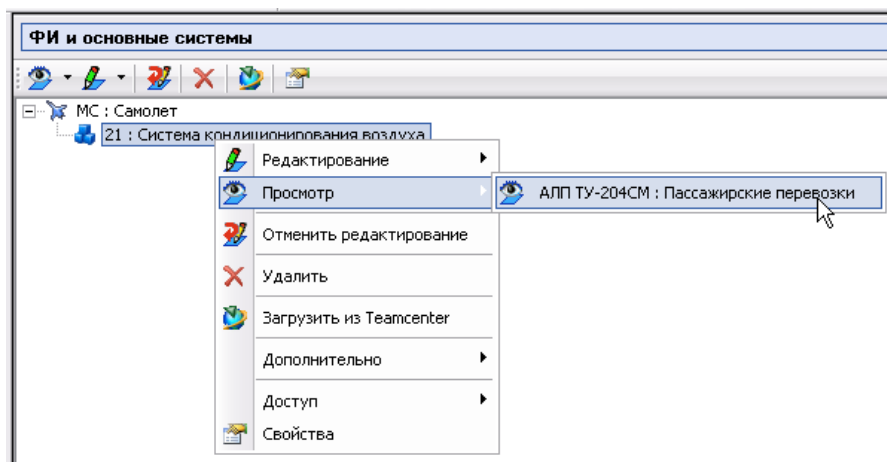 ФИ и основные системы
МС : Самолет
21 : Система кондиционирования воздуха
Редактирование
Просмотр
АЛП ТУ-204СМ : Пассажирские перевозки
Отменить редактирование
Удалить
Загрузить из Teamcenter
Дополнительно
Доступ
Свойства